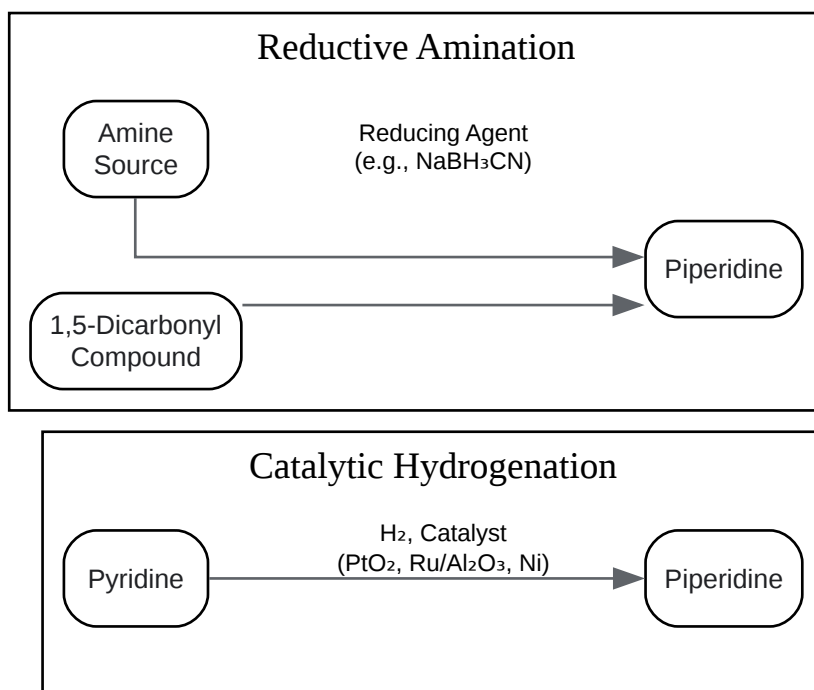 Reductive Amination
Amine
Source
Reducing Agent
(e.g., NaBH₃CN)
Piperidine
1,5-Dicarbonyl
Compound
Catalytic Hydrogenation
Pyridine
H₂, Catalyst
(PtO₂, Ru/Al₂O₃, Ni)
Piperidine